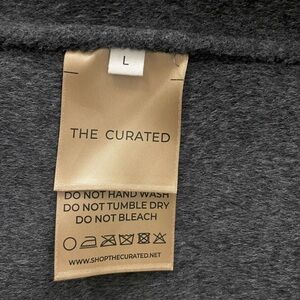 L
THE CURATED
DO NOT HAND WASH
DO NOT TUMBLE DRY
DO NOT BLEACH
WWW.SHOPTHECURATED.NET